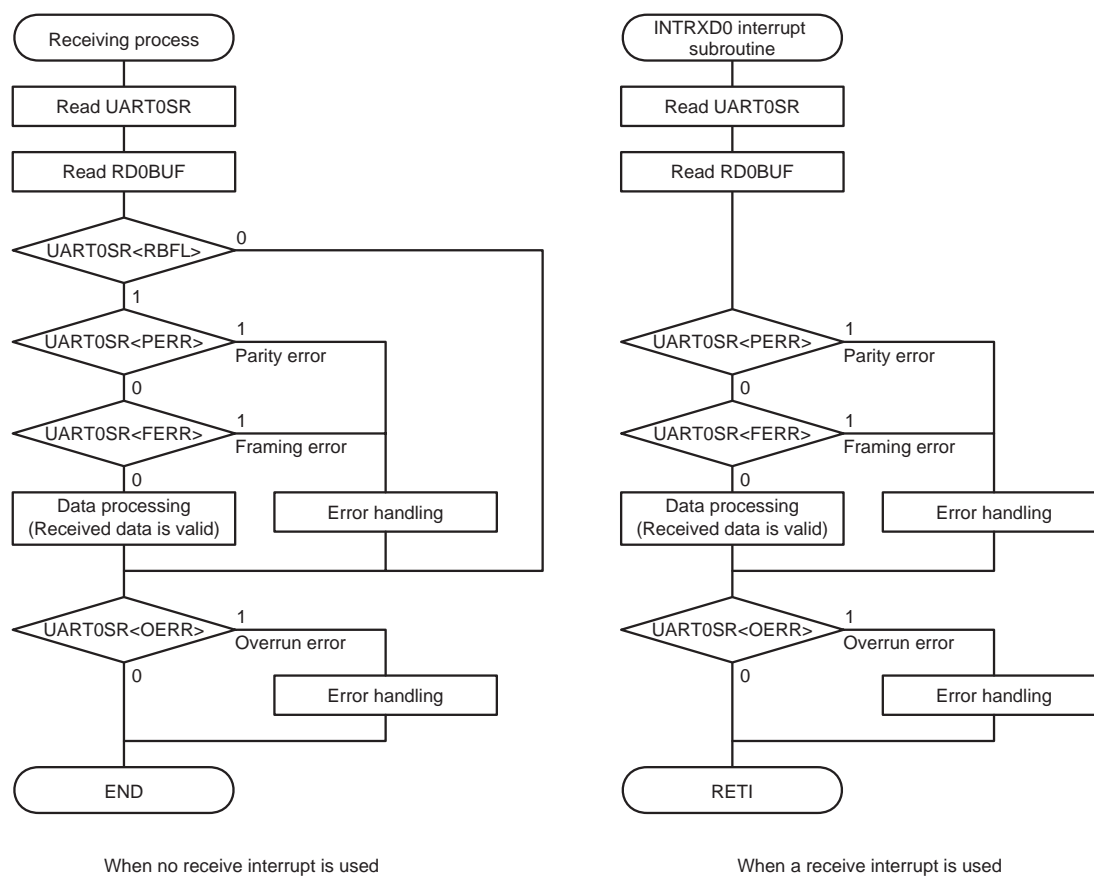 Receiving process
Read UART0SR
Read RD0BUF
UART0SR<RBFL>
0
1
UART0SR<PERR>
1
Parity error
0
UART0SR<FERR>
1
Framing error
0
Data processing
(Received data is valid)
Error handling
UART0SR<OERR>
1
Overrun error
0
Error handling
END
When no receive interrupt is used
INTRXD0 interrupt
subroutine
Read UART0SR
Read RD0BUF
UART0SR<PERR>
1
Parity error
0
UART0SR<FERR>
1
Framing error
0
Data processing
(Received data is valid)
Error handling
UART0SR<OERR>
1
Overrun error
0
Error handling
RETI
When a receive interrupt is used